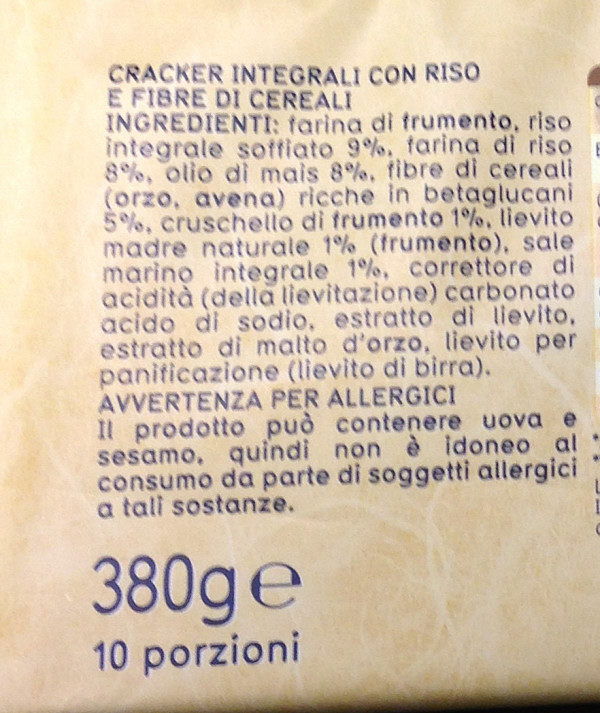 CRACKER INTEGRALI CON RISO
E FIBRE DI CEREALI
INGREDIENTI: farina di frumento, riso
integrale soffiato 9%, farina di riso
8%, olio di mais 8%, fibre di cereali
(orzo, avena) ricche in betaglucani
5%, cruschello di frumento 1%, lievito
madre naturale 1% (frumento), sale
marino integrale 1%, correttore di
acidità (della lievitazione) carbonato
acido di sodio, estratto di lievito,
estratto di malto d'orzo, lievito per
panificazione (lievito di birra).
AVVERTENZA PER ALLERGICI
Il prodotto può contenere uova e
sesamo, quindi non è idoneo al
consumo da parte di soggetti allergici
a tali sostanze.
380g e
10 porzioni